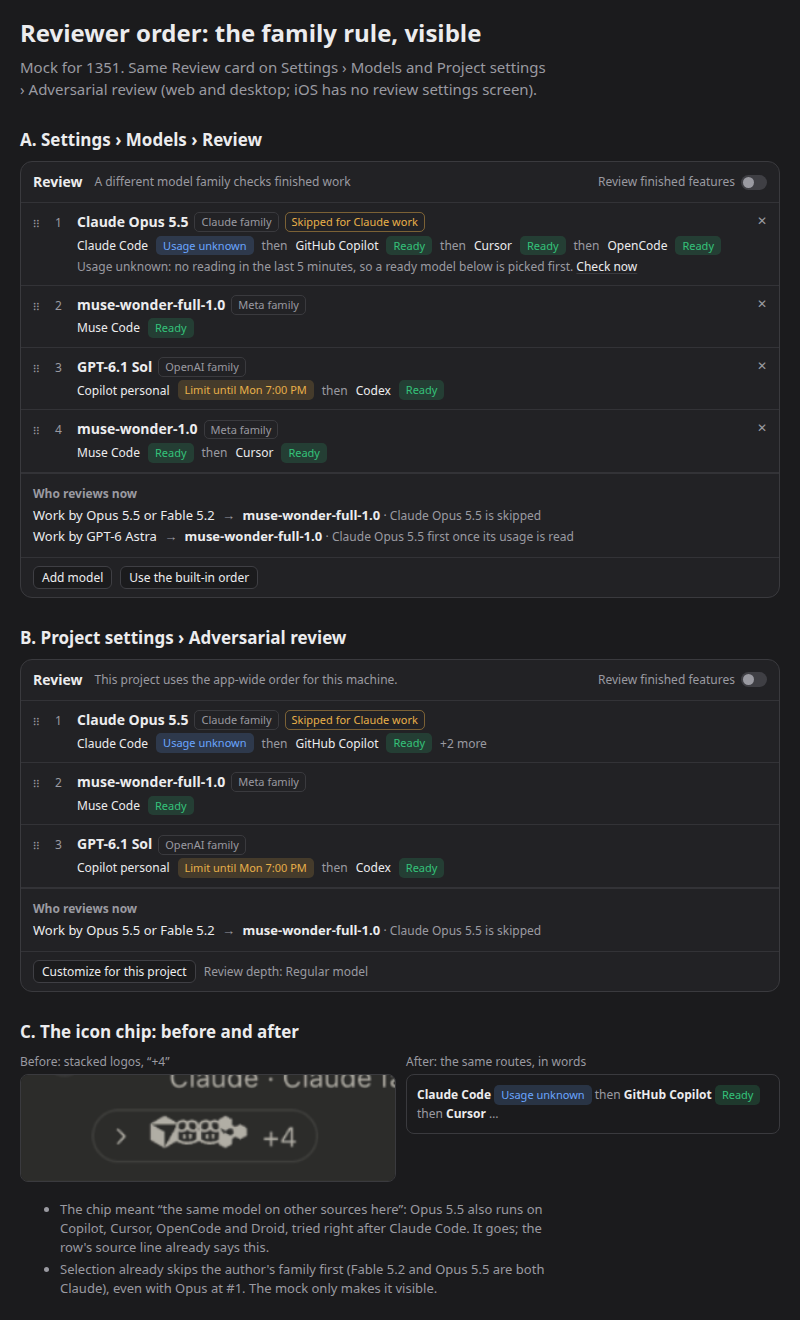 Reviewer order: the family rule, visible
Mock for 1351. Same Review card on Settings › Models and Project settings
› Adversarial review (web and desktop; iOS has no review settings screen).
A. Settings › Models › Review
Review A different model family checks finished work Review finished features
1 Claude Opus 5.5 Claude family Skipped for Claude work ×
Claude Code Usage unknown then GitHub Copilot Ready then Cursor Ready then OpenCode Ready
Usage unknown: no reading in the last 5 minutes, so a ready model below is picked first. Check now
2 muse-wonder-full-1.0 Meta family ×
Muse Code Ready
3 GPT-6.1 Sol OpenAI family ×
Copilot personal Limit until Mon 7:00 PM then Codex Ready
4 muse-wonder-1.0 Meta family ×
Muse Code Ready then Cursor Ready
Who reviews now
Work by Opus 5.5 or Fable 5.2 → muse-wonder-full-1.0 · Claude Opus 5.5 is skipped
Work by GPT-6 Astra → muse-wonder-full-1.0 · Claude Opus 5.5 first once its usage is read
Add model Use the built-in order
B. Project settings › Adversarial review
Review This project uses the app-wide order for this machine. Review finished features
1 Claude Opus 5.5 Claude family Skipped for Claude work
Claude Code Usage unknown then GitHub Copilot Ready +2 more
2 muse-wonder-full-1.0 Meta family
Muse Code Ready
3 GPT-6.1 Sol OpenAI family
Copilot personal Limit until Mon 7:00 PM then Codex Ready
Who reviews now
Work by Opus 5.5 or Fable 5.2 → muse-wonder-full-1.0 · Claude Opus 5.5 is skipped
Customize for this project Review depth: Regular model
C. The icon chip: before and after
Before: stacked logos, “+4”
Claude · Claude fa
+4
After: the same routes, in words
Claude Code Usage unknown then GitHub Copilot Ready
then Cursor ...
• The chip meant “the same model on other sources here”: Opus 5.5 also runs on
Copilot, Cursor, OpenCode and Droid, tried right after Claude Code. It goes; the
row's source line already says this.
• Selection already skips the author's family first (Fable 5.2 and Opus 5.5 are both
Claude), even with Opus at #1. The mock only makes it visible.